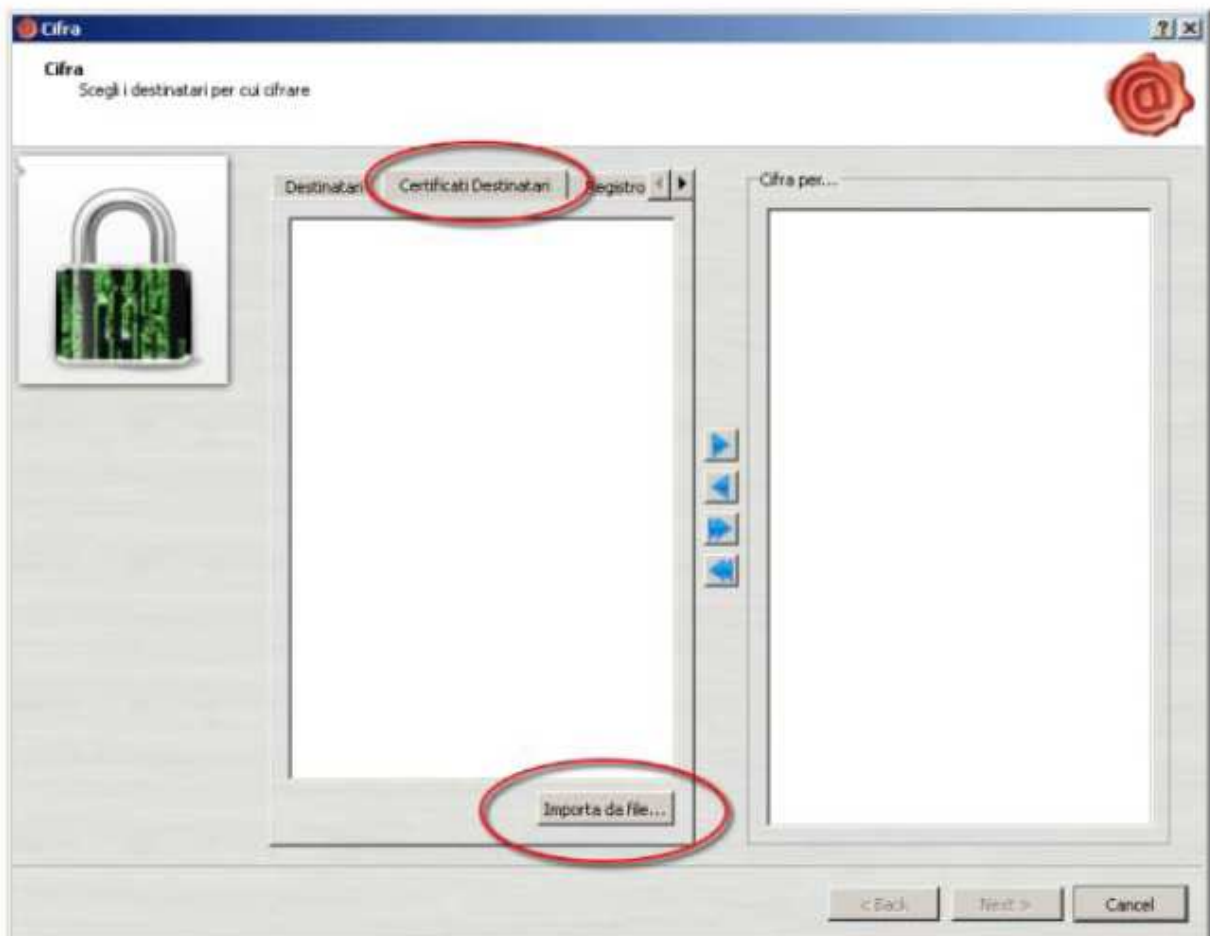 Cifra
Cifra
Scegli i destinatari per cui cifrare
Destinatari
Certificati Destinatari
Registro
Cifra per...
Importa da file...
< Back
Next >
Cancel